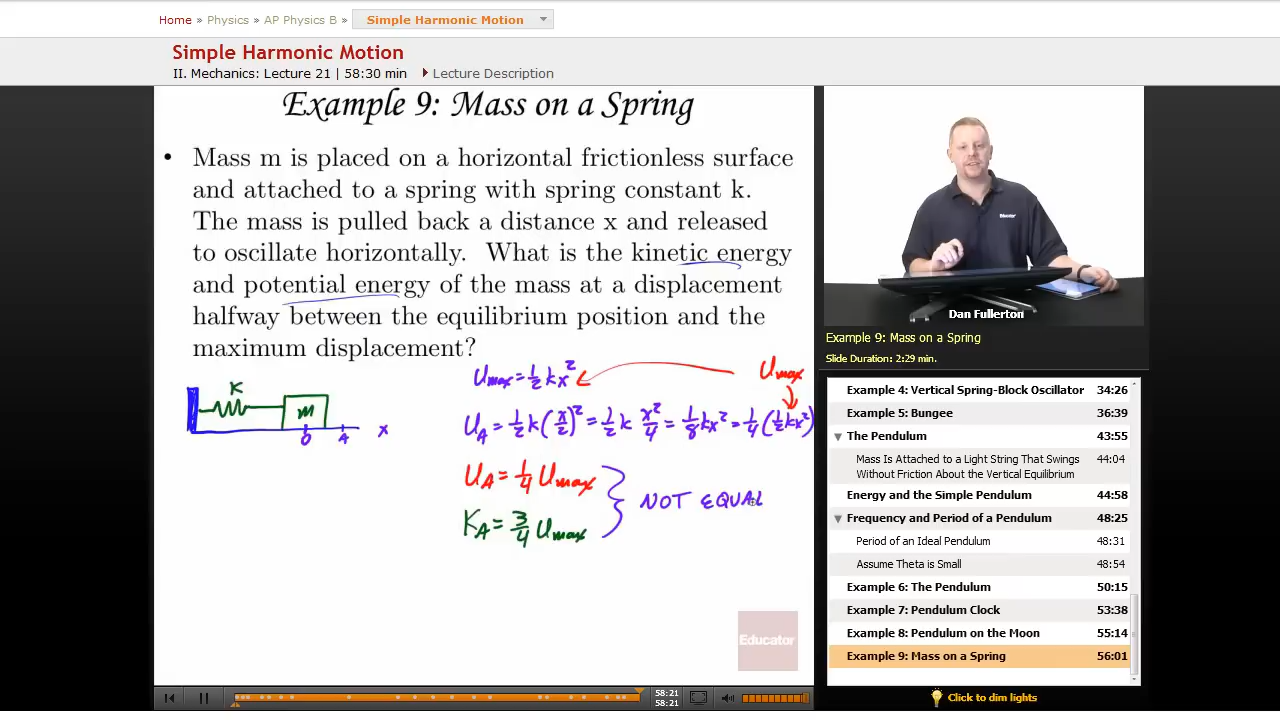 Home » Physics » AP Physics B » Simple Harmonic Motion
Simple Harmonic Motion
II. Mechanics: Lecture 21 | 58:30 min Lecture Description
Example 9: Mass on a Spring
• Mass m is placed on a horizontal frictionless surface
and attached to a spring with spring constant k.
The mass is pulled back a distance x and released
to oscillate horizontally. What is the kinetic energy
and potential energy of the mass at a displacement
halfway between the equilibrium position and the
maximum displacement?
K
m
0 A x
Umax = 1/2 kx² Umax
UA = 1/2 k (x/2)² = 1/2 k x²/4 = 1/8 kx² = 1/4 (1/2 kx²)
UA = 1/4 Umax
KA = 3/4 Umax
NOT EQUAL
Educator
Educator
Dan Fullerton
Example 9: Mass on a Spring
Slide Duration: 2:29 min.
Example 4: Vertical Spring-Block Oscillator 34:26
Example 5: Bungee 36:39
The Pendulum 43:55
Mass Is Attached to a Light String That Swings
Without Friction About the Vertical Equilibrium 44:04
Energy and the Simple Pendulum 44:58
Frequency and Period of a Pendulum 48:25
Period of an Ideal Pendulum 48:31
Assume Theta is Small 48:54
Example 6: The Pendulum 50:15
Example 7: Pendulum Clock 53:38
Example 8: Pendulum on the Moon 55:14
Example 9: Mass on a Spring 56:01
58:21
58:21
Click to dim lights